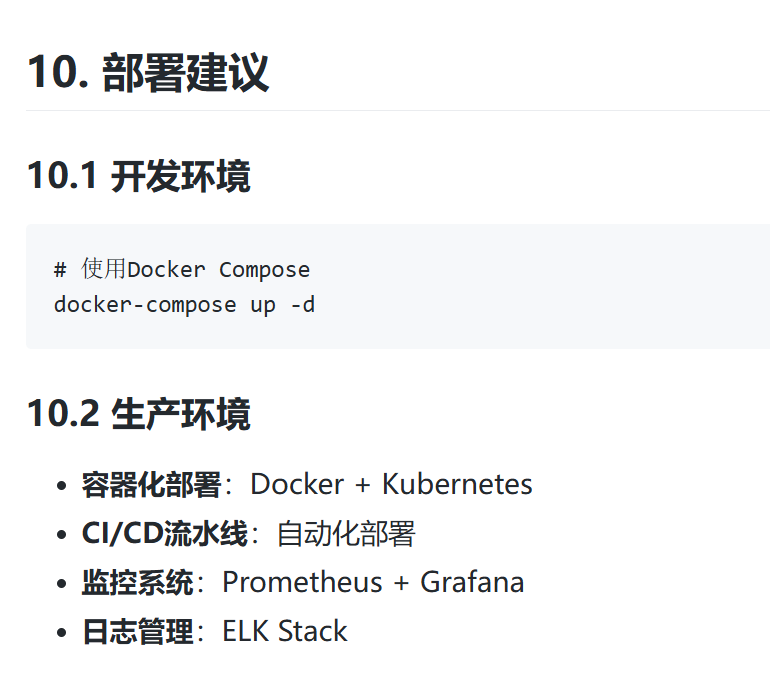 10. 部署建议
10.1 开发环境
# 使用Docker Compose
docker-compose up -d
10.2 生产环境
• 容器化部署：Docker + Kubernetes
• CI/CD流水线：自动化部署
• 监控系统：Prometheus + Grafana
• 日志管理：ELK Stack